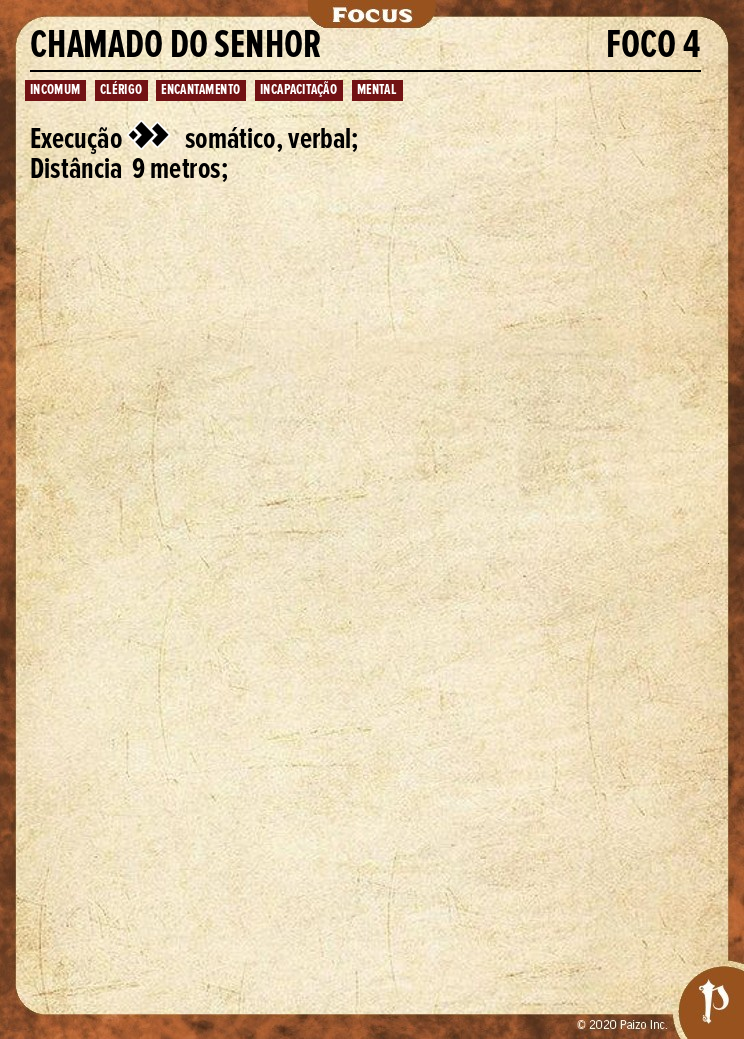 Focus
CHAMADO DO SENHOR FOCO 4
INCOMUM CLÉRIGO ENCANTAMENTO INCAPACITAÇÃO MENTAL
Execução somático, verbal;
Distância 9 metros;
© 2020 Paizo Inc.